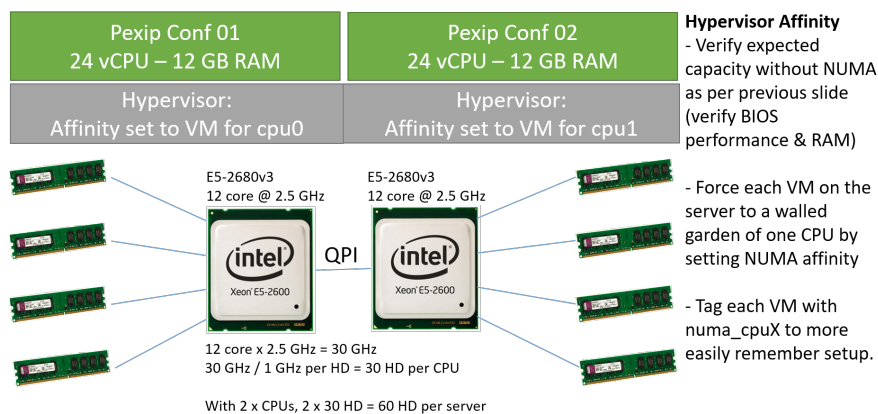 Pexip Conf 01
24 vCPU – 12 GB RAM
Pexip Conf 02
24 vCPU – 12 GB RAM
Hypervisor:
Affinity set to VM for cpu0
Hypervisor:
Affinity set to VM for cpu1
E5-2680v3
12 core @ 2.5 GHz
E5-2680v3
12 core @ 2.5 GHz
intel
Xeon® E5-2600
QPI
intel
Xeon® E5-2600
12 core x 2.5 GHz = 30 GHz
30 GHz / 1 GHz per HD = 30 HD per CPU
With 2 x CPUs, 2 x 30 HD = 60 HD per server
Hypervisor Affinity
- Verify expected
capacity without NUMA
as per previous slide
(verify BIOS
performance & RAM)
- Force each VM on the
server to a walled
garden of one CPU by
setting NUMA affinity
- Tag each VM with
numa_cpuX to more
easily remember setup.